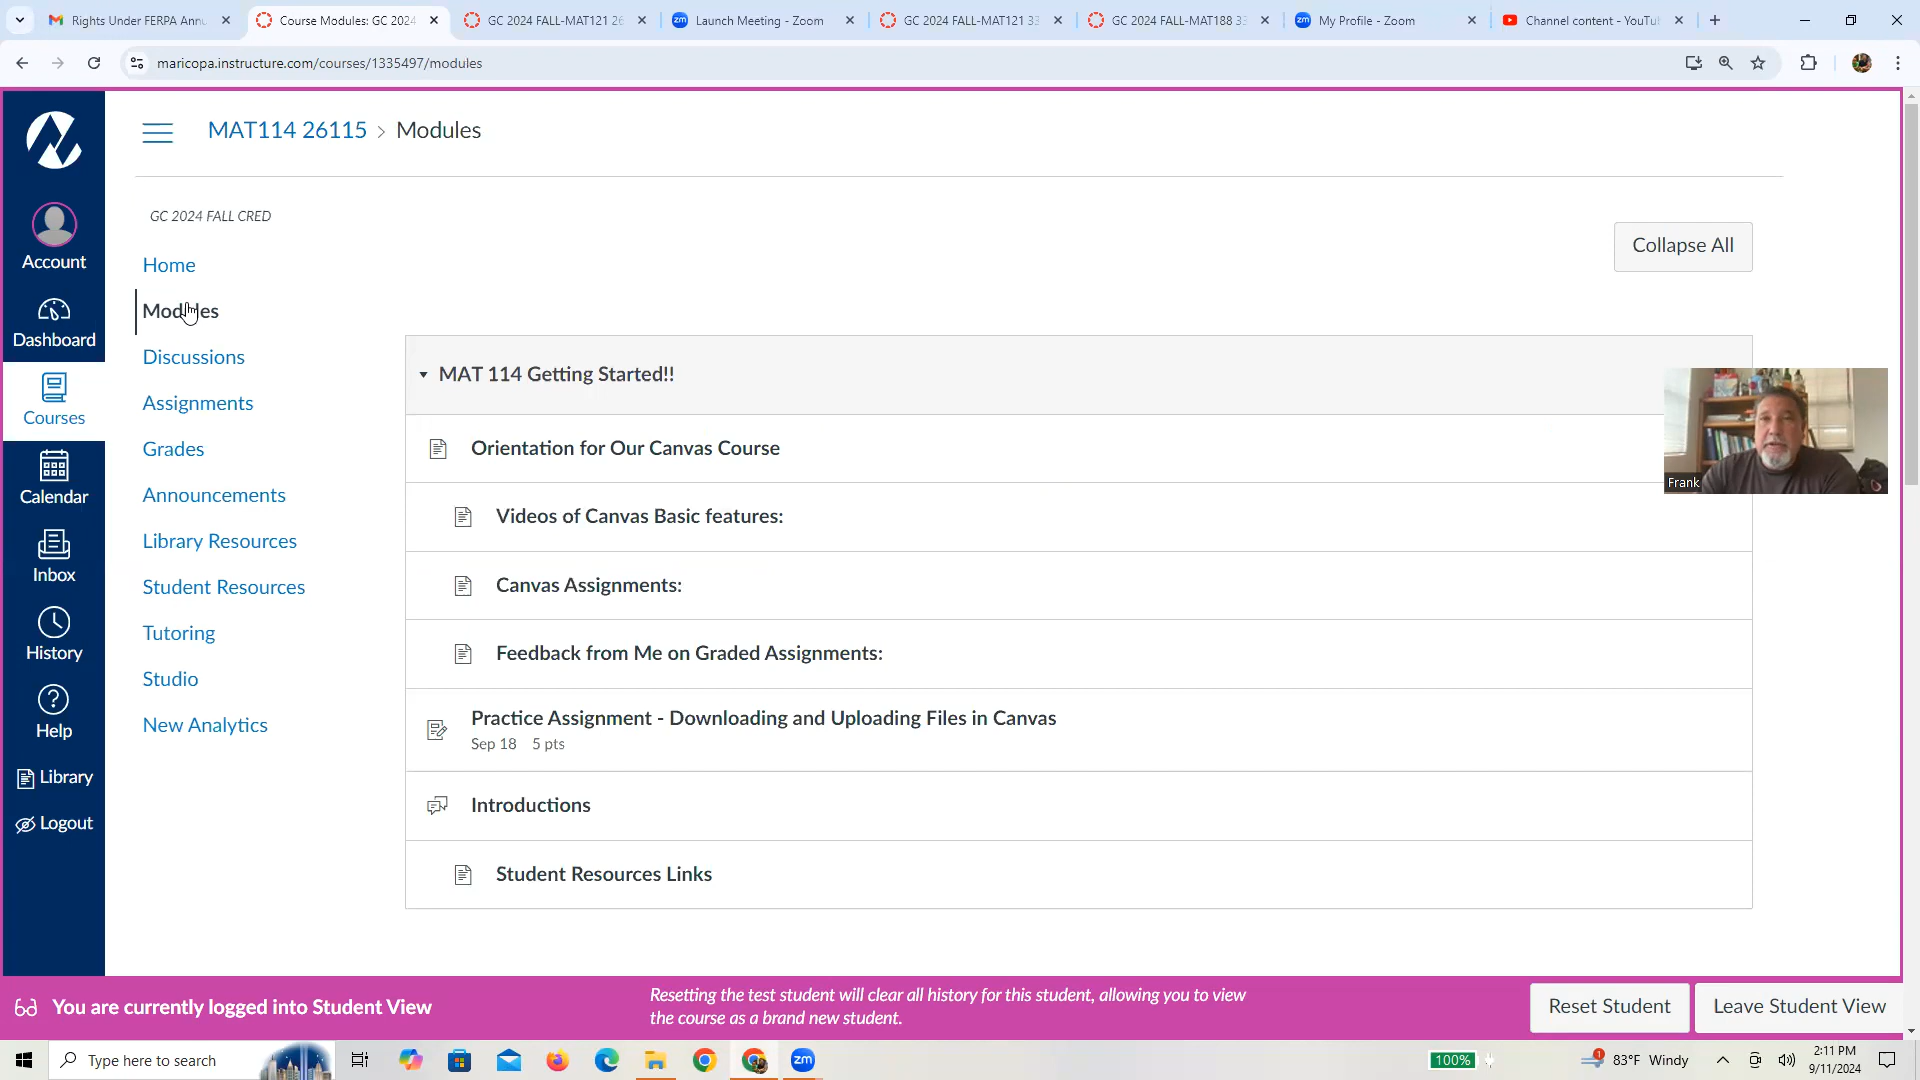 Rights Under FERPA Annu
Course Modules: GC 2024
GC 2024 FALL-MAT121 26
Launch Meeting - Zoom
GC 2024 FALL-MAT121 33
GC 2024 FALL-MAT188 33
My Profile - Zoom
Channel content - YouTu
maricopa.instructure.com/courses/1335497/modules
MAT114 26115 > Modules
GC 2024 FALL CRED
Collapse All
Account
Dashboard
Courses
Calendar
Inbox
History
Help
Library
Logout
Home
Modules
Discussions
Assignments
Grades
Announcements
Library Resources
Student Resources
Tutoring
Studio
New Analytics
MAT 114 Getting Started!!
Orientation for Our Canvas Course
Videos of Canvas Basic features:
Canvas Assignments:
Feedback from Me on Graded Assignments:
Practice Assignment - Downloading and Uploading Files in Canvas
Sep 18 5 pts
Introductions
Student Resources Links
Frank
You are currently logged into Student View
Resetting the test student will clear all history for this student, allowing you to view
the course as a brand new student.
Reset Student
Leave Student View
Type here to search
zm
100%
1
83°F Windy
2:11 PM
9/11/2024